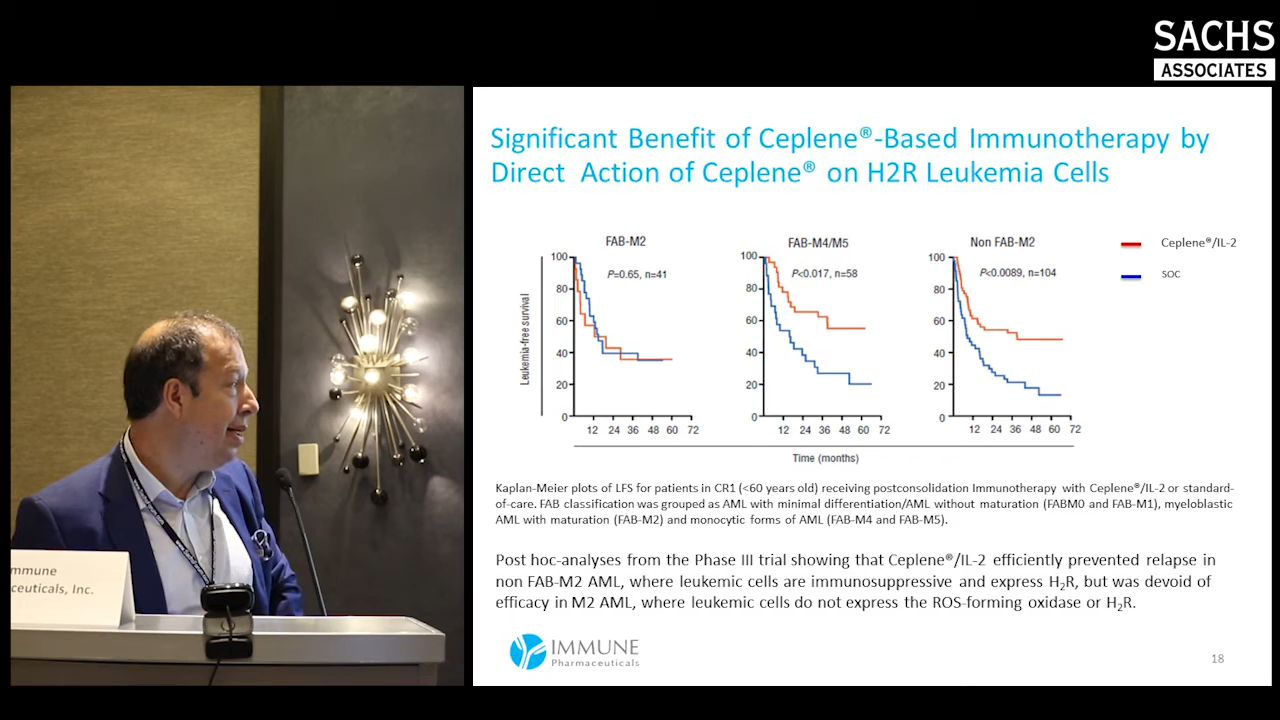 SACHS
ASSOCIATES
Significant Benefit of Ceplene®-Based Immunotherapy by
Direct Action of Ceplene® on H2R Leukemia Cells
FAB-M2
FAB-M4/M5
Non FAB-M2
Ceplene®/IL-2
SOC
P=0.65, n=41
P<0.017, n=58
P<0.0089, n=104
Leukemia-free survival
100
80
60
40
20
0
100
80
60
40
20
0
100
80
60
40
20
0
12 24 36 48 60 72
12 24 36 48 60 72
12 24 36 48 60 72
Time (months)
Kaplan-Meier plots of LFS for patients in CR1 (<60 years old) receiving postconsolidation Immunotherapy with Ceplene®/IL-2 or standard-
of-care. FAB classification was grouped as AML with minimal differentiation/AML without maturation (FABM0 and FAB-M1), myeloblastic
AML with maturation (FAB-M2) and monocytic forms of AML (FAB-M4 and FAB-M5).
Post hoc-analyses from the Phase III trial showing that Ceplene®/IL-2 efficiently prevented relapse in
non FAB-M2 AML, where leukemic cells are immunosuppressive and express H₂R, but was devoid of
efficacy in M2 AML, where leukemic cells do not express the ROS-forming oxidase or H₂R.
IMMUNE
Pharmaceuticals
18
mmune
ceuticals, Inc.